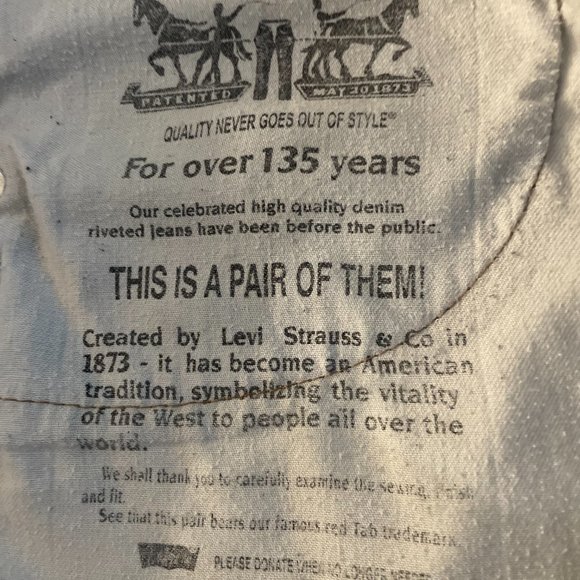 PATENTED MAY 20 1873
QUALITY NEVER GOES OUT OF STYLE®
For over 135 years
Our celebrated high quality denim
riveted jeans have been before the public.
THIS IS A PAIR OF THEM!
Created by Levi Strauss & Co in
1873 - it has become an American
tradition, symbolizing the vitality
of the West to people all over the
world.
We shall thank you to carefully examine the sewing, finish
and fit.
See that this pair bears our famous red Tab trademark.
PLEASE DONATE WHEN NO LONGER NEEDED